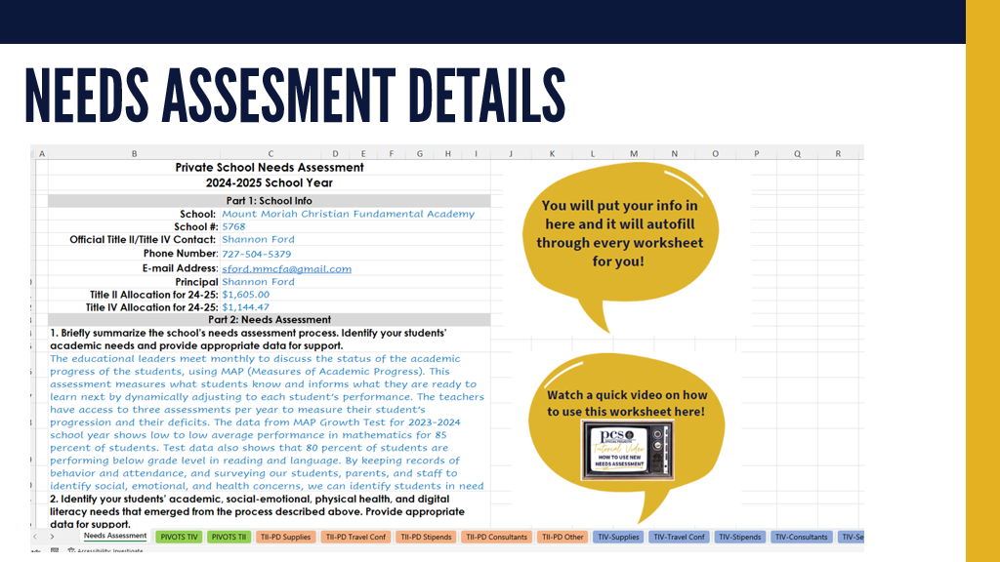 NEEDS ASSESMENT DETAILS
A B C D E F G H I J K L M N O P Q R
Private School Needs Assessment
2024-2025 School Year
Part 1: School Info
School: Mount Moriah Christian Fundamental Academy
School #: 5768
Official Title II/Title IV Contact: Shannon Ford
Phone Number: 727-504-5379
E-mail Address: sford.mmcfa@gmail.com
Principal Shannon Ford
Title II Allocation for 24-25: $1,605.00
Title IV Allocation for 24-25: $1,144.47
Part 2: Needs Assessment
1. Briefly summarize the school's needs assessment process. Identify your students'
academic needs and provide appropriate data for support.
The educational leaders meet monthly to discuss the status of the academic
progress of the students, using MAP (Measures of Academic Progress). This
assessment measures what students know and informs what they are ready to
learn next by dynamically adjusting to each student's performance. The teachers
have access to three assessments per year to measure their student's
progression and their deficits. The data from MAP Growth Test for 2023-2024
school year shows low to low average performance in mathematics for 85
percent of students. Test data also shows that 80 percent of students are
performing below grade level in reading and language. By keeping records of
behavior and attendance, and surveying our students, parents, and staff to
identify social, emotional, and health concerns, we can identify students in need
2. Identify your students' academic, social-emotional, physical health, and digital
literacy needs that emerged from the process described above. Provide appropriate
data for support.
You will put your info in
here and it will autofill
through every worksheet
for you!
Watch a quick video on how
to use this worksheet here!
pcs
Tutorial Video
HOW TO USE NEW
NEEDS ASSESSMENT
Needs Assessment PIVOTS TIV PIVOTS TII TII-PD Supplies TII-PD Travel Conf TII-PD Stipends TII-PD Consultants TII-PD Other TIV-Supplies TIV-Travel Conf TIV-Stipends TIV-Consultants TIV-Se
Accessibility: Investigate